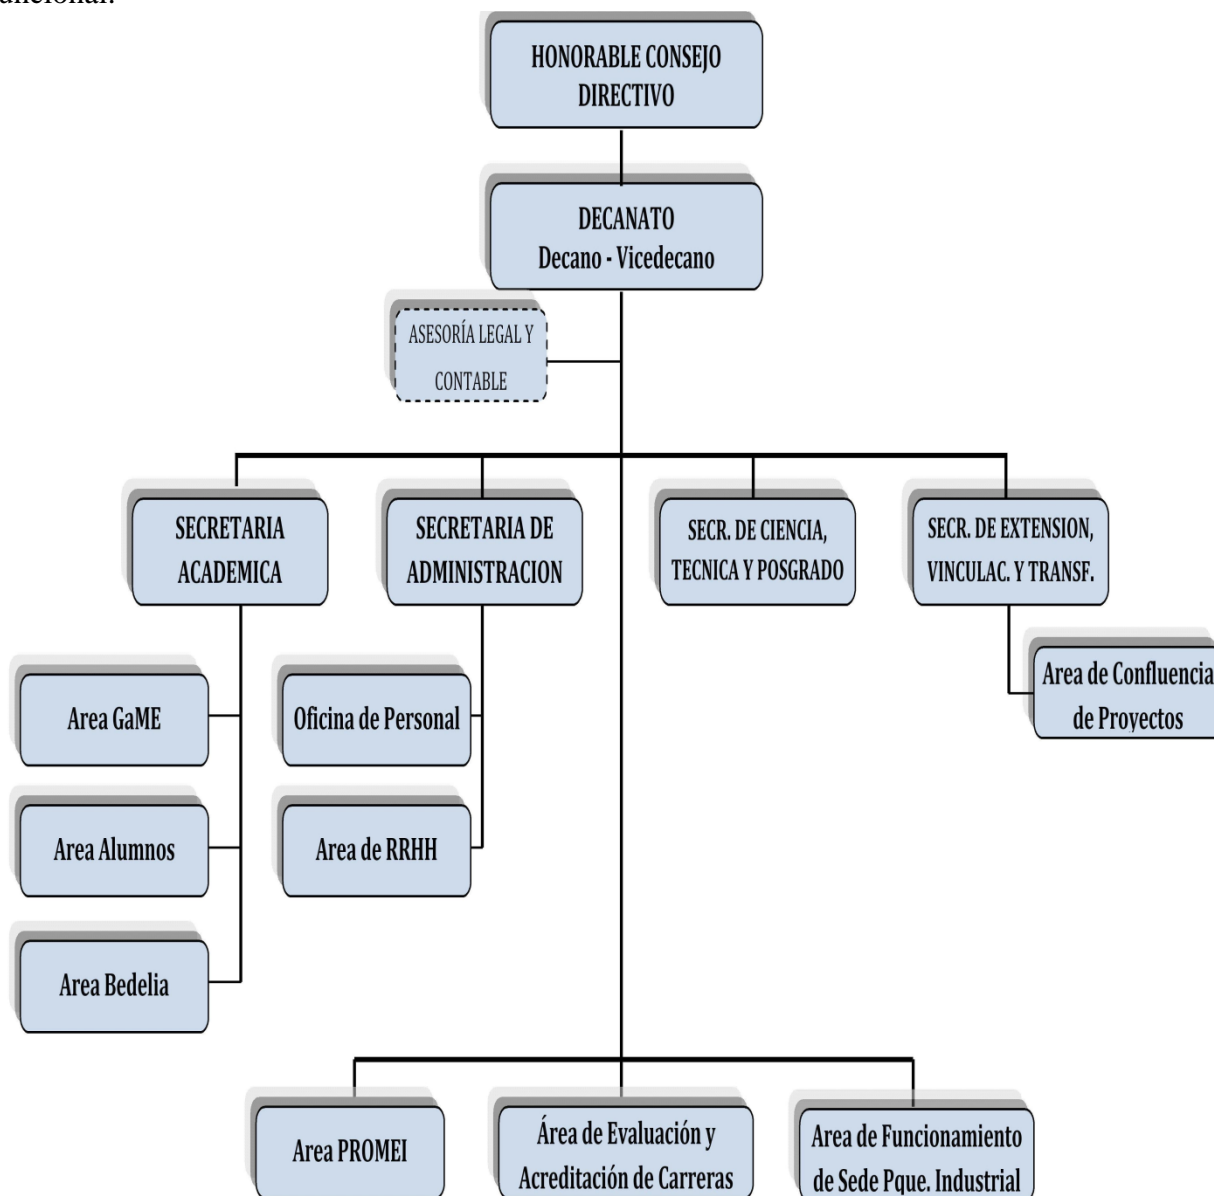 uncional.
HONORABLE CONSEJO
DIRECTIVO
DECANATO
Decano - Vicedecano
ASESORÍA LEGAL Y
CONTABLE
SECRETARIA
ACADEMICA
SECRETARIA DE
ADMINISTRACION
SECR. DE CIENCIA,
TECNICA Y POSGRADO
SECR. DE EXTENSION,
VINCULAC. Y TRANSF.
Area GaME
Oficina de Personal
Area de Confluencia
de Proyectos
Area Alumnos
Area de RRHH
Area Bedelia
Area PROMEI
Área de Evaluación y
Acreditación de Carreras
Area de Funcionamiento
de Sede Pque. Industrial